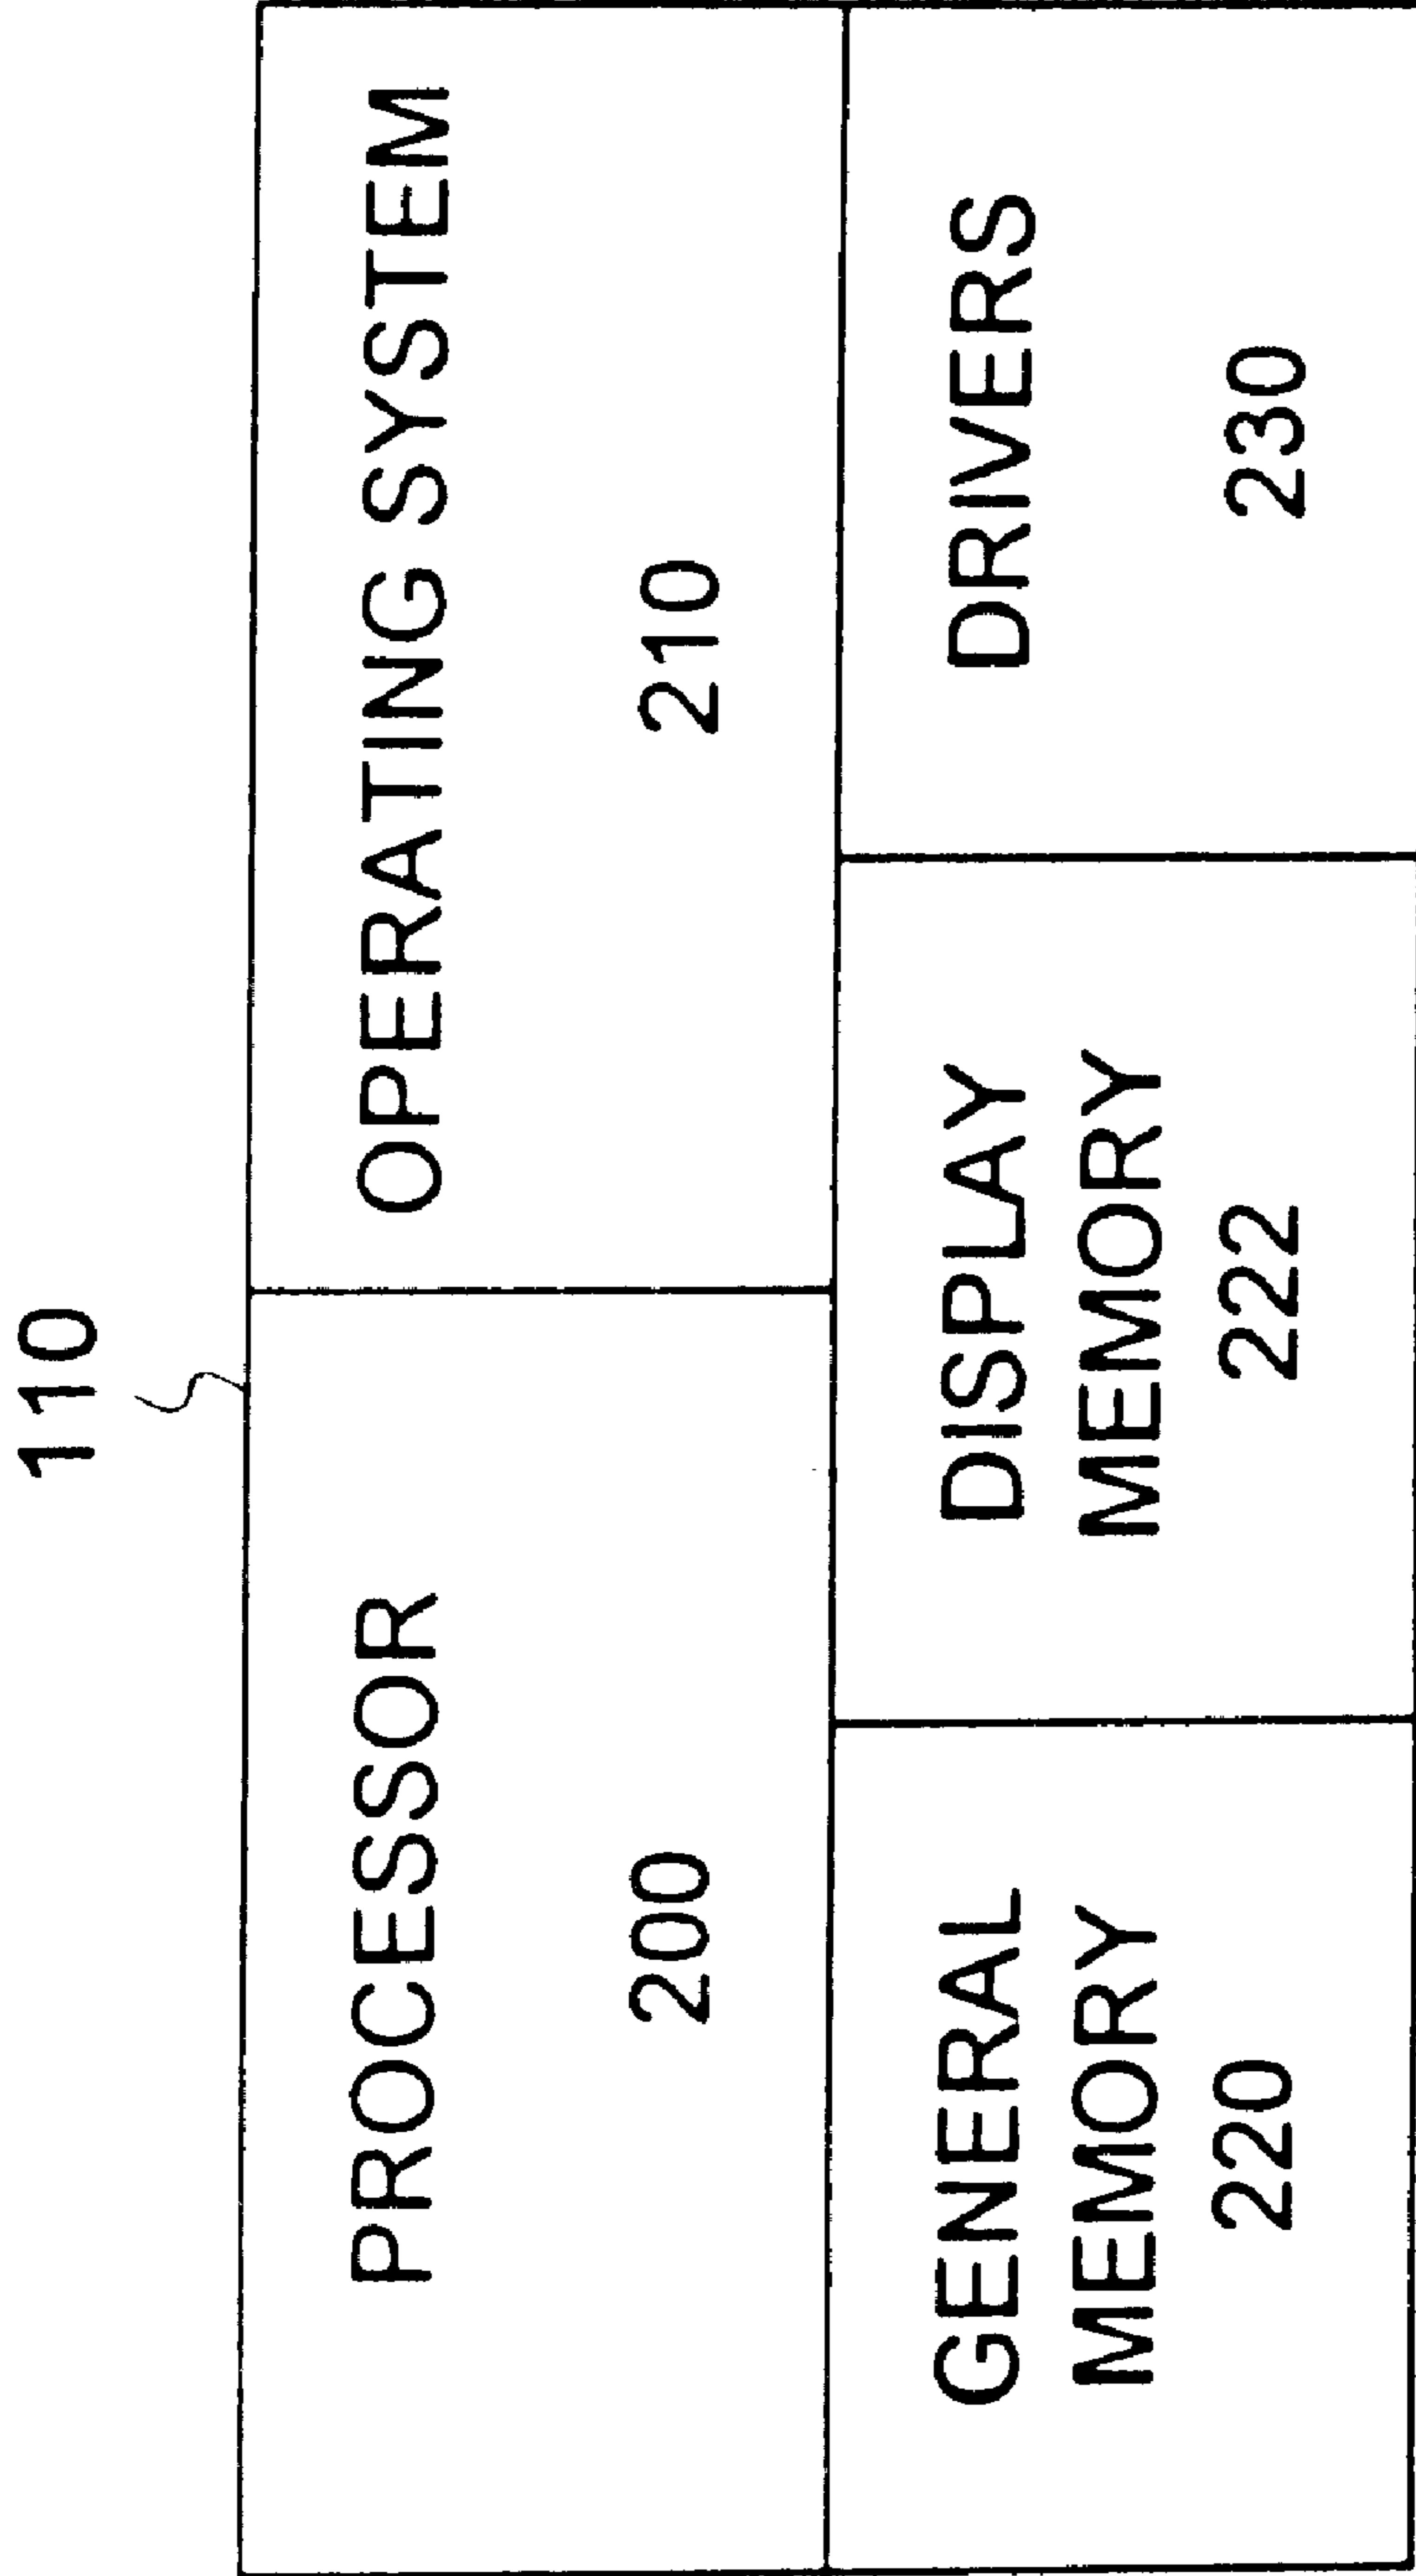 110
PROCESSOR
200
OPERATING SYSTEM
210
GENERAL
MEMORY
220
DISPLAY
MEMORY
222
DRIVERS
230